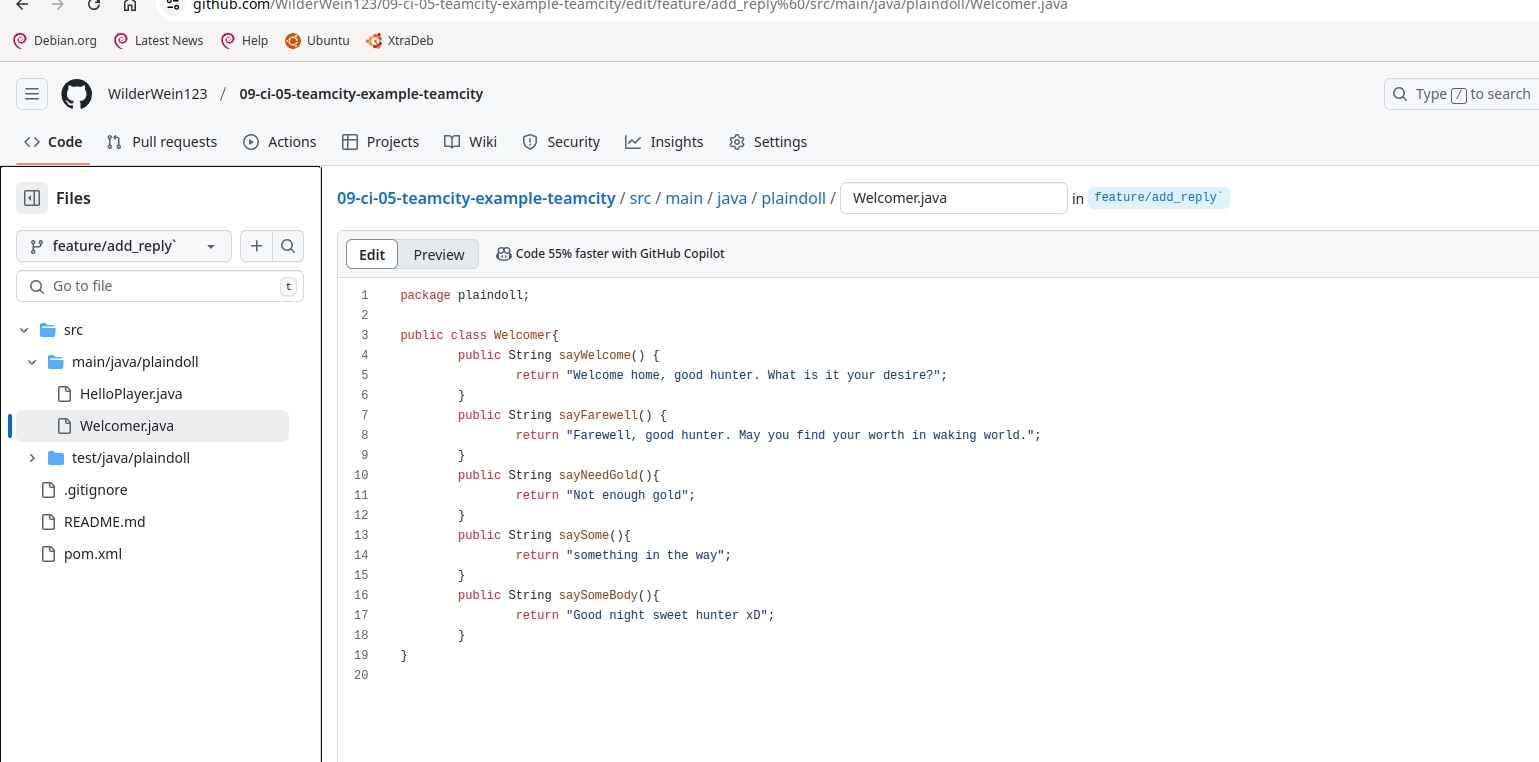 github.com/WilderWein123/09-ci-05-teamcity-example-teamcity/edit/feature/add_reply%60/src/main/java/plaindoll/Welcomer.java
Debian.org Latest News Help Ubuntu XtraDeb
WilderWein123 / 09-ci-05-teamcity-example-teamcity
Type / to search
Code Pull requests Actions Projects Wiki Security Insights Settings
Files
feature/add_reply`
Go to file t
src
main/java/plaindoll
HelloPlayer.java
Welcomer.java
test/java/plaindoll
.gitignore
README.md
pom.xml
09-ci-05-teamcity-example-teamcity / src / main / java / plaindoll / Welcomer.java in feature/add_reply`
Edit Preview Code 55% faster with GitHub Copilot
1 package plaindoll;
2
3 public class Welcomer{
4 public String sayWelcome() {
5 return "Welcome home, good hunter. What is it your desire?";
6 }
7 public String sayFarewell() {
8 return "Farewell, good hunter. May you find your worth in waking world.";
9 }
10 public String sayNeedGold(){
11 return "Not enough gold";
12 }
13 public String saySome(){
14 return "something in the way";
15 }
16 public String saySomeBody(){
17 return "Good night sweet hunter xD";
18 }
19 }
20